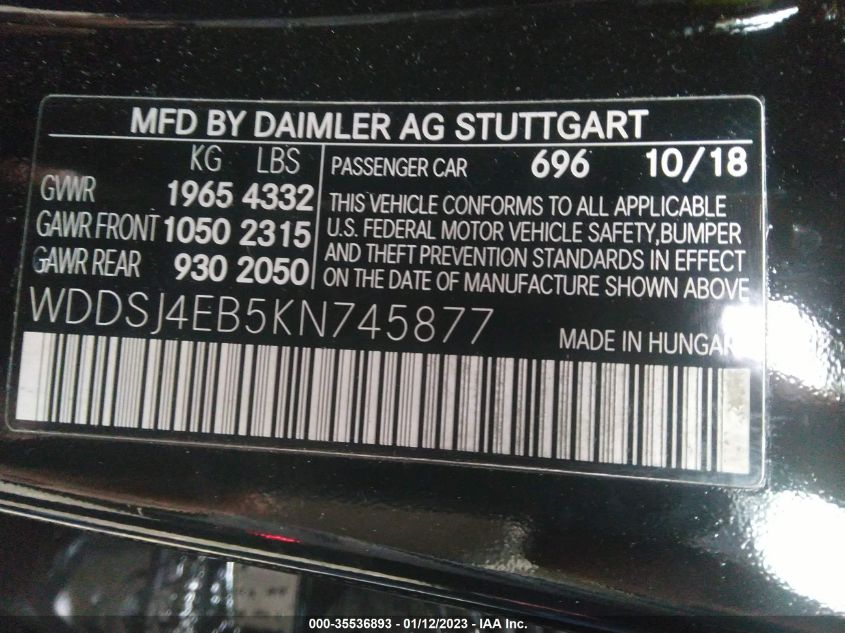 MFD BY DAIMLER AG STUTTGART
KG LBS
GVWR 1965 4332
GAWR FRONT 1050 2315
GAWR REAR 930 2050
PASSENGER CAR 696 10/18
THIS VEHICLE CONFORMS TO ALL APPLICABLE
U.S. FEDERAL MOTOR VEHICLE SAFETY,BUMPER
AND THEFT PREVENTION STANDARDS IN EFFECT
ON THE DATE OF MANUFACTURE SHOWN ABOVE
WDDSJ4EB5KN745877
MADE IN HUNGAR
000-35536893 - 01/12/2023 - IAA Inc.